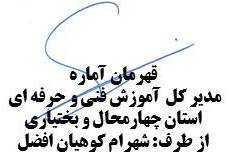 قهرمان آماره
مدیر کل آموزش فنی و حرفه ای
استان چهارمحال و بختیاری
از طرف: شهرام کوهیان افضل